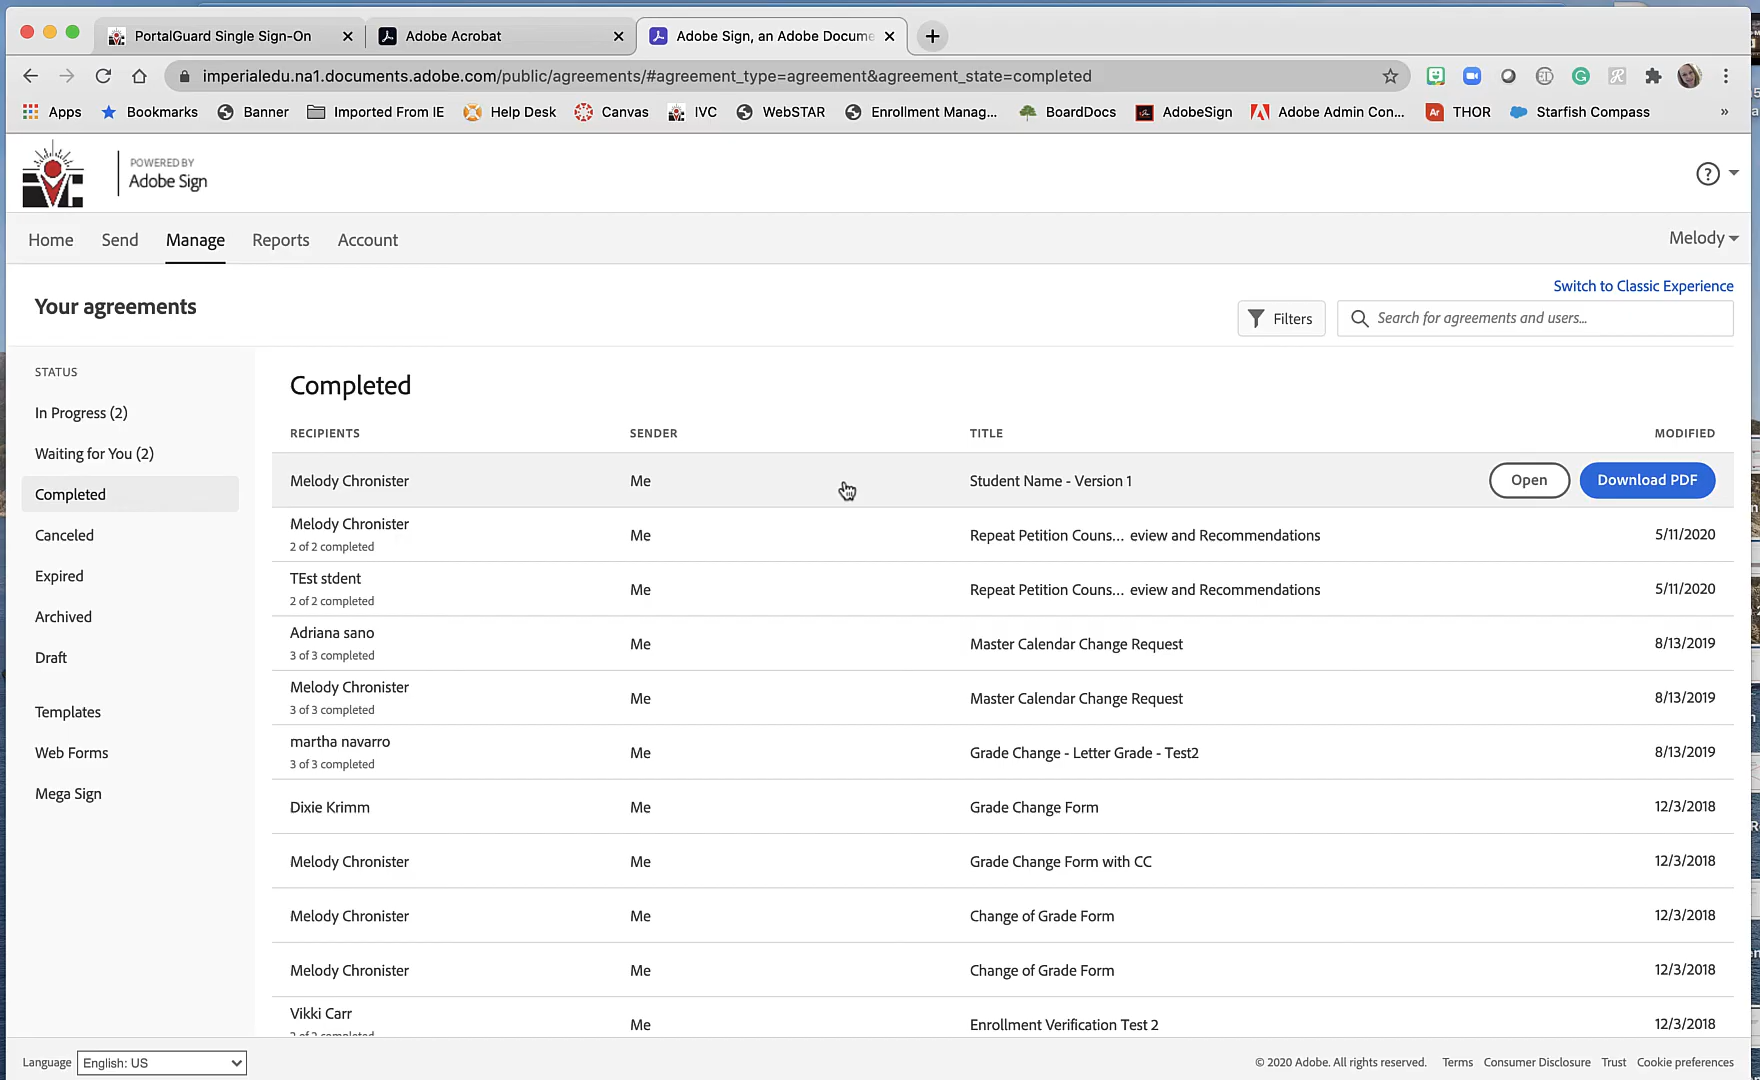 PortalGuard Single Sign-On
Adobe Acrobat
Adobe Sign, an Adobe Docume
imperialedu.na1.documents.adobe.com/public/agreements/#agreement_type=agreement&agreement_state=completed
Apps Bookmarks Banner Imported From IE Help Desk Canvas IVC WebSTAR Enrollment Manag... BoardDocs AdobeSign Adobe Admin Con... THOR Starfish Compass »
IVC
POWERED BY
Adobe Sign
Home Send Manage Reports Account Melody
Switch to Classic Experience
Your agreements
Filters
Search for agreements and users...
STATUS
In Progress (2)
Waiting for You (2)
Completed
Canceled
Expired
Archived
Draft
Templates
Web Forms
Mega Sign
Completed
RECIPIENTS SENDER TITLE MODIFIED
Melody Chronister Me Student Name - Version 1 Open Download PDF
Melody Chronister
2 of 2 completed
Me Repeat Petition Couns... eview and Recommendations 5/11/2020
TEst stdent
2 of 2 completed
Me Repeat Petition Couns... eview and Recommendations 5/11/2020
Adriana sano
3 of 3 completed
Me Master Calendar Change Request 8/13/2019
Melody Chronister
3 of 3 completed
Me Master Calendar Change Request 8/13/2019
martha navarro
3 of 3 completed
Me Grade Change - Letter Grade - Test2 8/13/2019
Dixie Krimm Me Grade Change Form 12/3/2018
Melody Chronister Me Grade Change Form with CC 12/3/2018
Melody Chronister Me Change of Grade Form 12/3/2018
Melody Chronister Me Change of Grade Form 12/3/2018
Vikki Carr
Me Enrollment Verification Test 2 12/3/2018
Language English: US
© 2020 Adobe. All rights reserved. Terms Consumer Disclosure Trust Cookie preferences